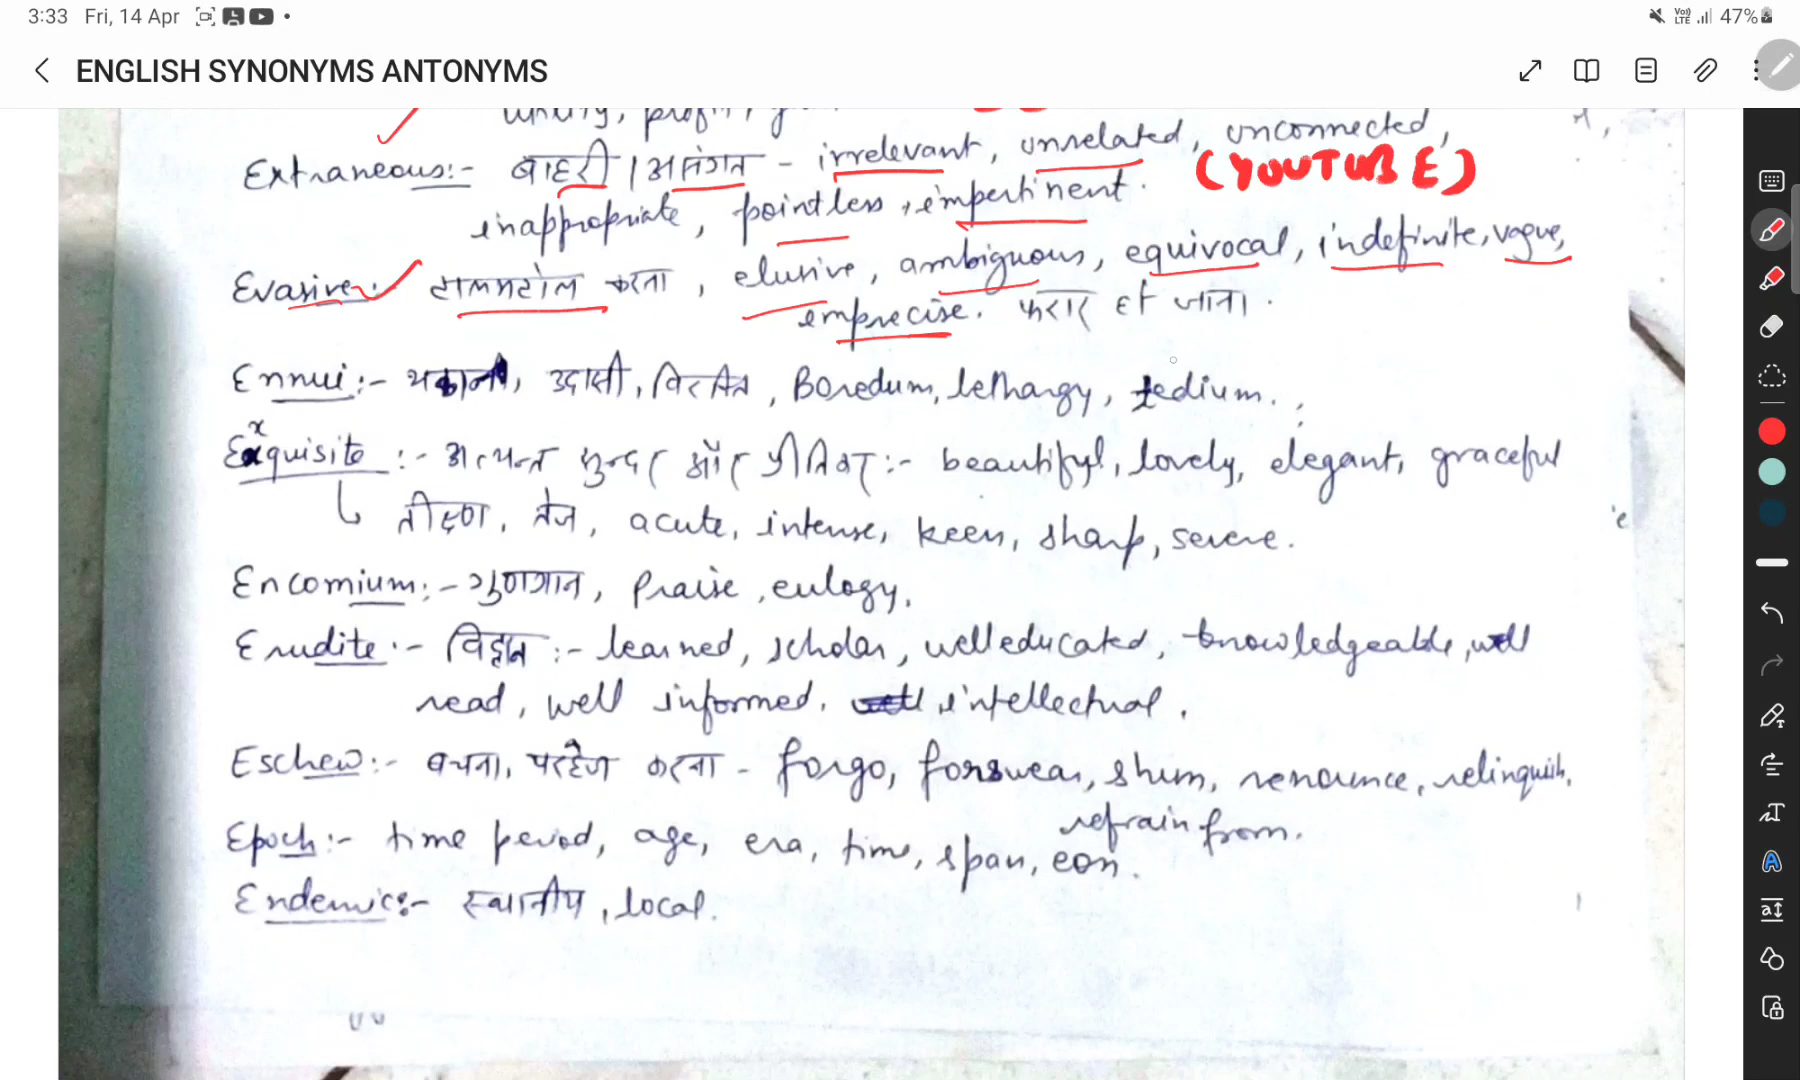 3:33 Fri, 14 Apr
47%
ENGLISH SYNONYMS ANTONYMS
Extraneous:- बाहरी / असंगत - irrelevant, unrelated, unconnected,
(YOUTUBE)
inappropriate, pointless, impertinent.
Evasive:- टालमटोल करना, elusive, ambiguous, equivocal, indefinite, vogue,
emprecise. फरार हो जाना.
Ennui:- थकान, उदासी, विरक्ति, Boredum, lethargy, tedium.
Exquisite:- अत्यन्त सुन्दर और प्रीतिकर:- beautiful, lovely, elegant, graceful
तीक्ष्ण, तेज, acute, intense, keen, sharp, severe.
Encomium:- गुणगान, Praise, eulogy.
Erudite:- विद्वान:- learned, scholar, well educated, knowledgeable, well
read, well informed, intellectual.
Eschew:- बचना, परहेज करना - forgo, forswear, shun, renounce, relinquish,
refrain from.
Epoch:- time period, age, era, time, span, eon.
Endemic:- स्थानीय, local.